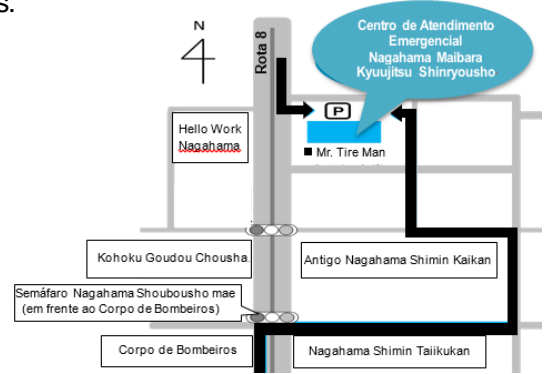 s.
N
Rota 8
Centro de Atendimento
Emergencial
Nagahama Maibara
Kyuujitsu Shinryousho
P
Hello Work
Nagahama
■ Mr. Tire Man
Kohoku Goudou Chousha
Antigo Nagahama Shimin Kaikan
Semáfaro Nagahama Shoubousho mae
(em frente ao Corpo de Bombeiros)
Corpo de Bombeiros
Nagahama Shimin Taiikukan